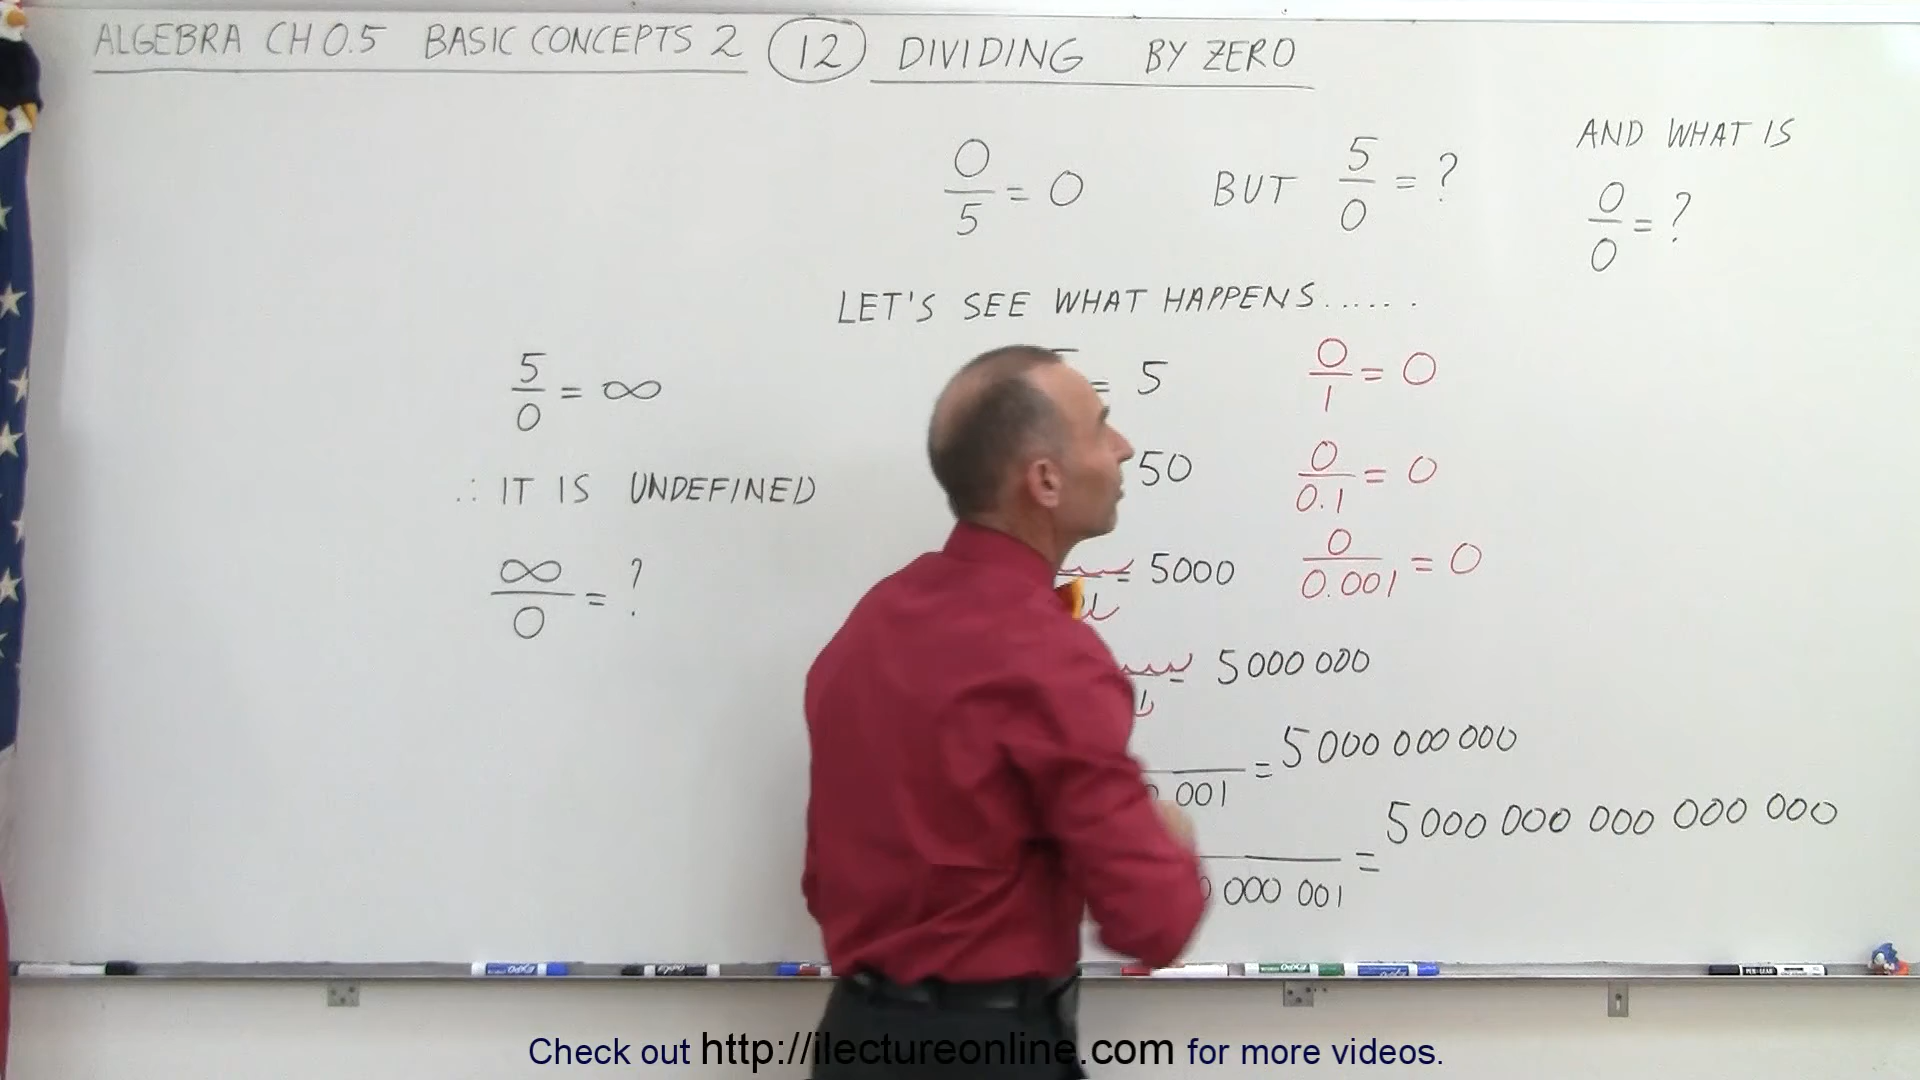 ALGEBRA CH 0.5 BASIC CONCEPTS 2 12 DIVIDING BY ZERO
0/5 = 0 BUT 5/0 = ?
AND WHAT IS
0/0 = ?
LET'S SEE WHAT HAPPENS......
5/0 = ∞
∴ IT IS UNDEFINED
∞/0 = ?
= 5
50
= 5000
= 5 000 000
001 = 5 000 000 000
000 001 = 5 000 000 000 000 000
0/1 = 0
0/0.1 = 0
0/0.001 = 0
Check out http://ilectureonline.com for more videos.